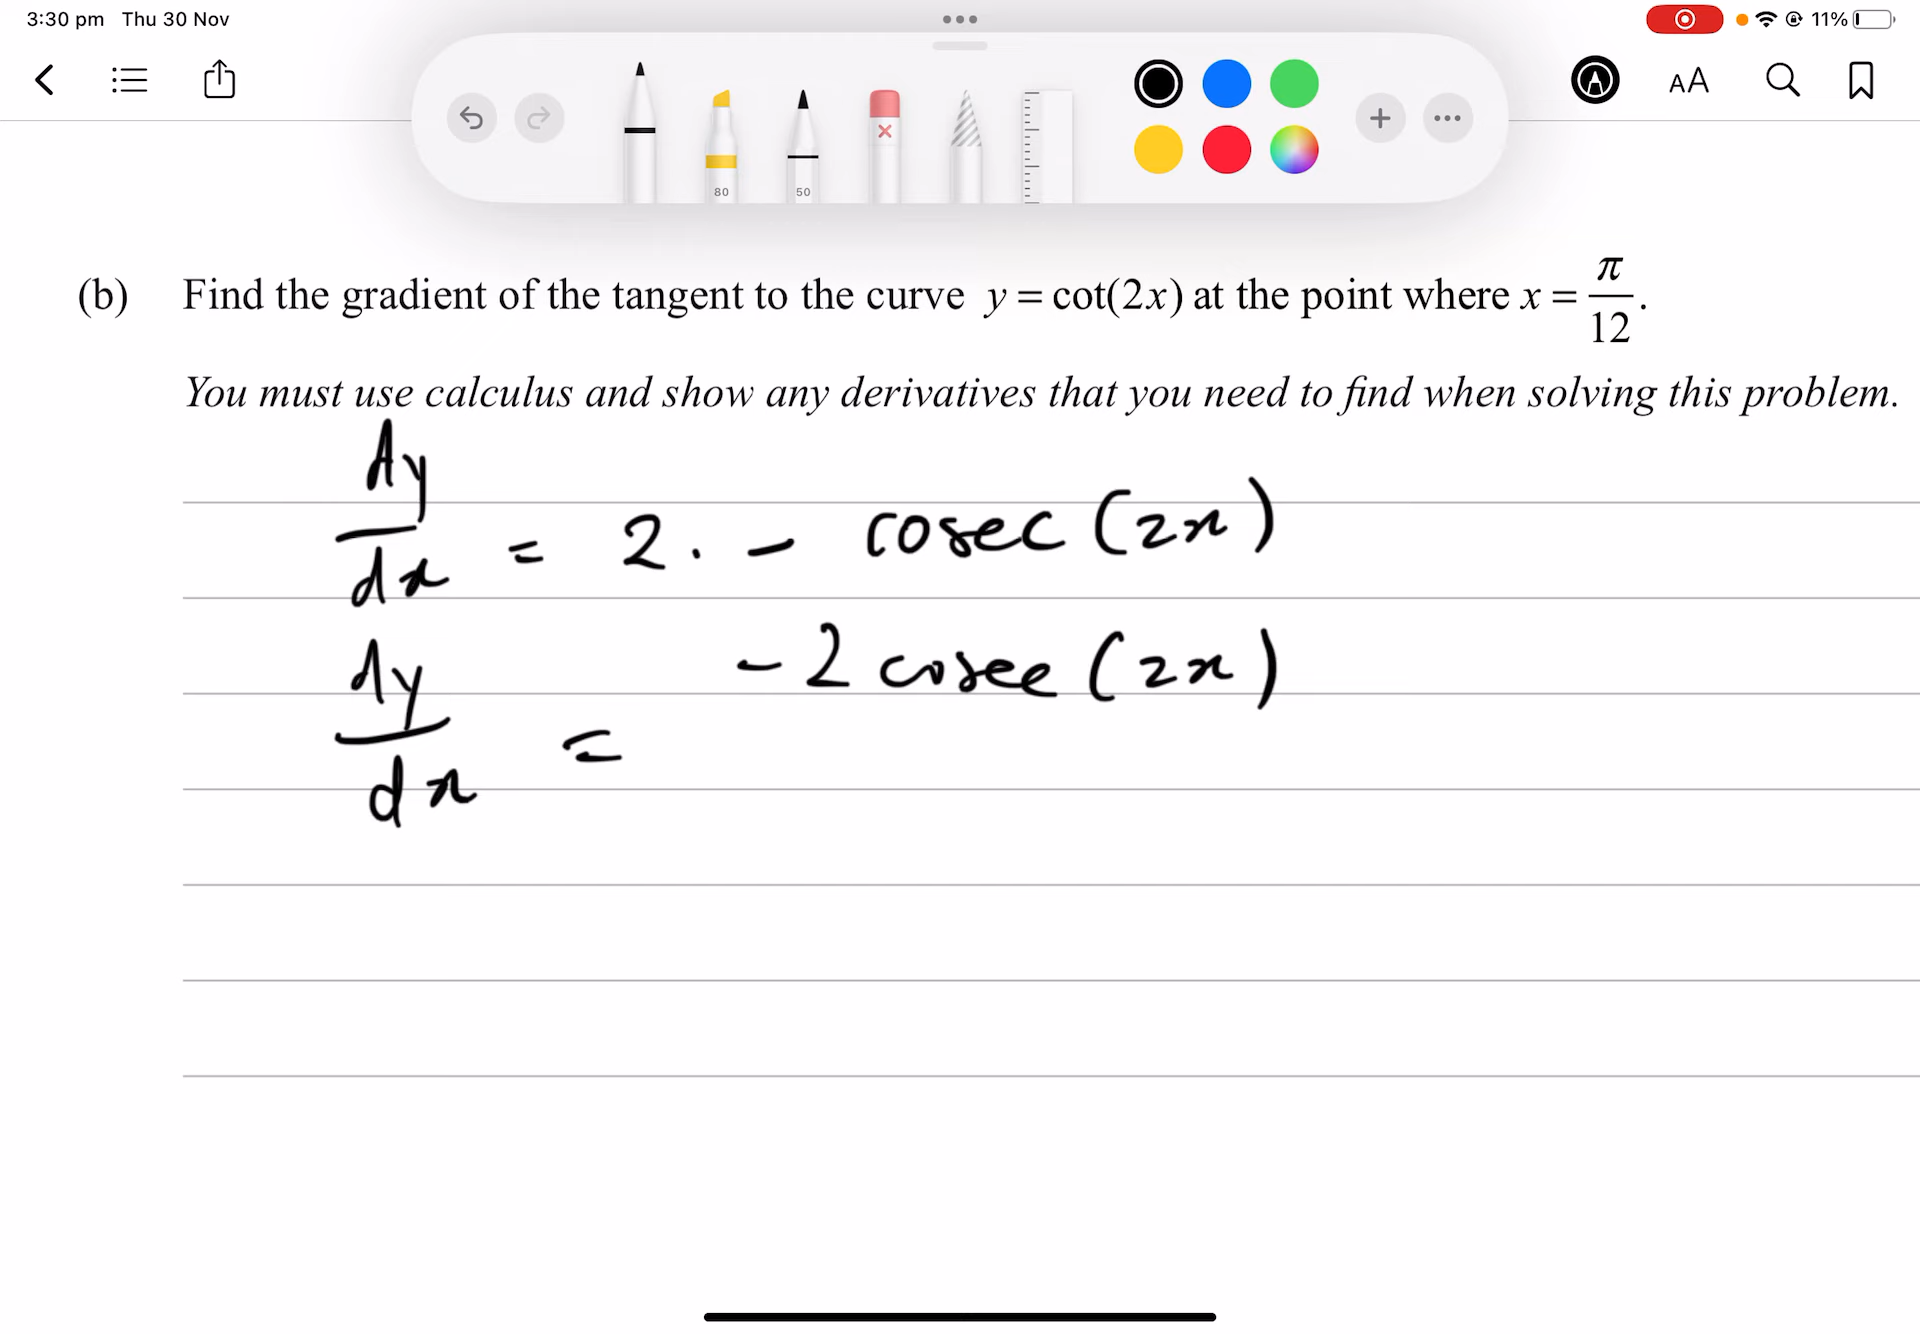 3:30 pm Thu 30 Nov 11%
AA
80 50
(b) Find the gradient of the tangent to the curve y = cot(2x) at the point where x = π/12.
You must use calculus and show any derivatives that you need to find when solving this problem.
dy/dx = 2. - cosec (2x)
dy/dx = -2 cosec (2x)